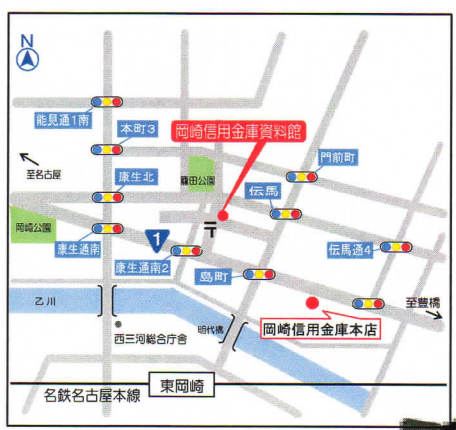 N
能見通1南
本町3
岡崎信用金庫資料館
門前町
至名古屋
康生北
籠田公園
伝馬
岡崎公園
康生通南
1
〒
康生通南2
伝馬通4
島町
至豊橋
乙川
明代橋
岡崎信用金庫本店
西三河総合庁舎
東岡崎
名鉄名古屋本線